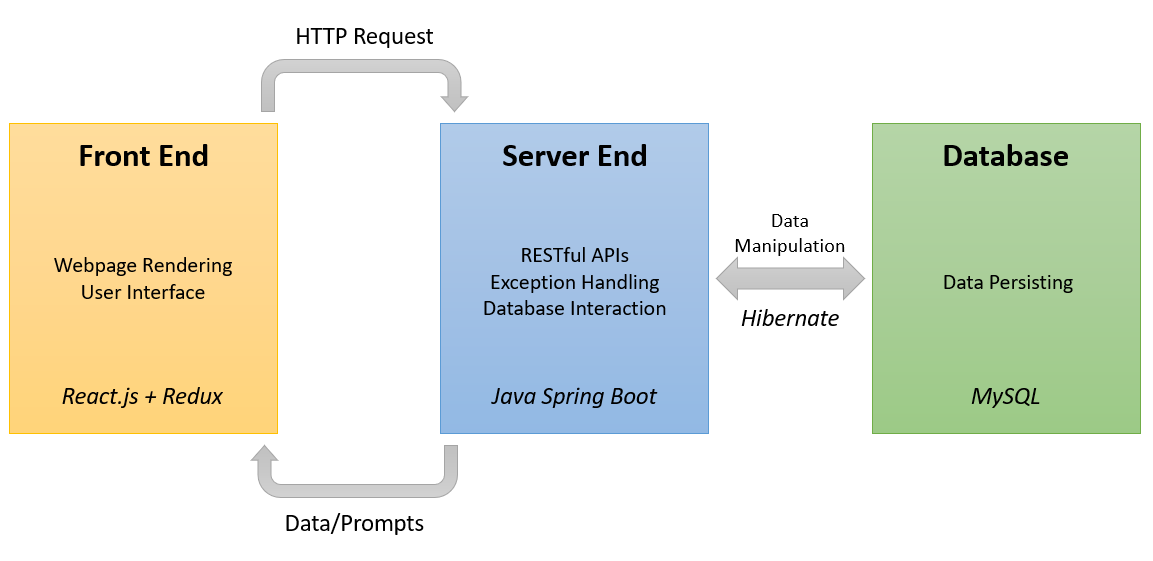 HTTP Request
Front End
Webpage Rendering
User Interface
React.js + Redux
Server End
RESTful APIs
Exception Handling
Database Interaction
Java Spring Boot
Data
Manipulation
Hibernate
Database
Data Persisting
MySQL
Data/Prompts